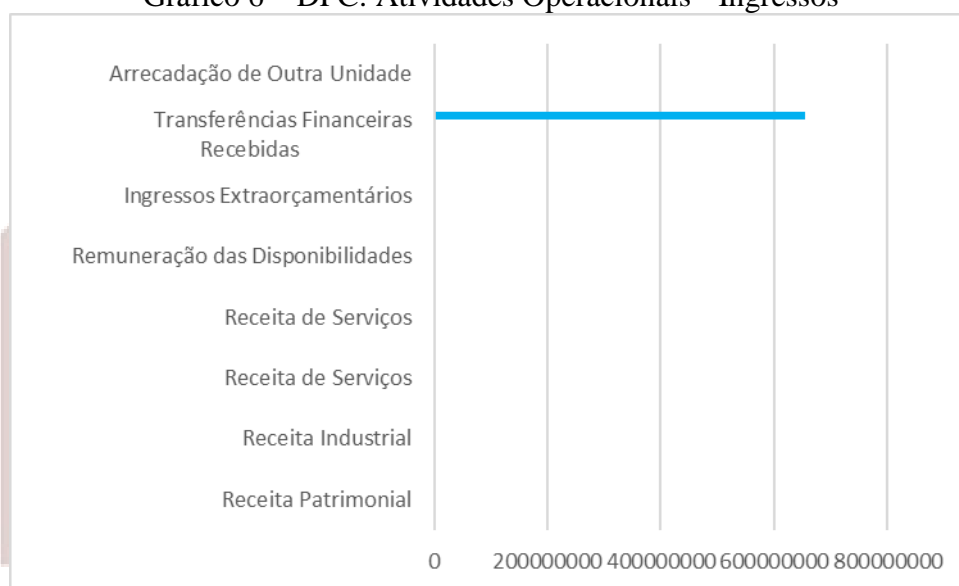 Gráfico 6 – DFC: Atividades Operacionais - Ingressos
Arrecadação de Outra Unidade
Transferências Financeiras
Recebidas
Ingressos Extraorçamentários
Remuneração das Disponibilidades
Receita de Serviços
Receita de Serviços
Receita Industrial
Receita Patrimonial
0 200000000 400000000 600000000 800000000